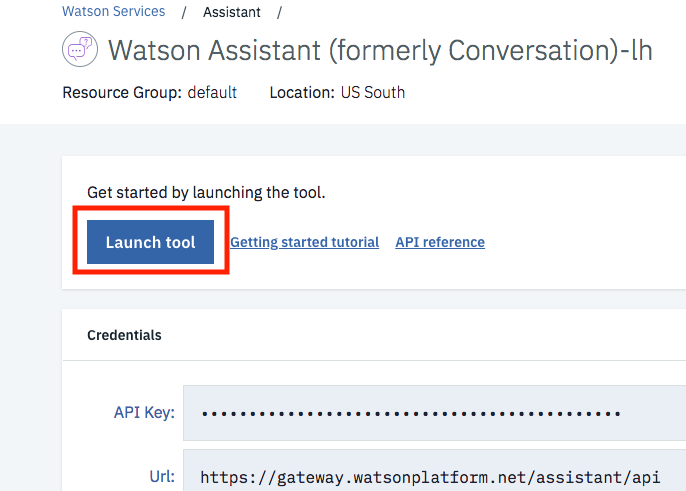 Watson Services / Assistant /
Watson Assistant (formerly Conversation)-lh
Resource Group: default Location: US South
Get started by launching the tool.
Launch tool Getting started tutorial API reference
Credentials
API Key: ••••••••••••••••••••••••••••••••••••••••••••
Url: https://gateway.watsonplatform.net/assistant/api